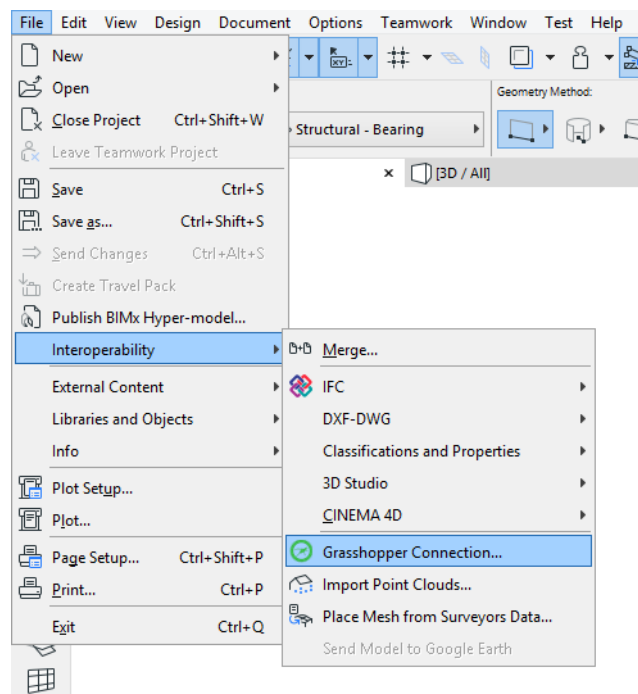 File Edit View Design Document Options Teamwork Window Test Help
New
Open
Close Project Ctrl+Shift+W
Leave Teamwork Project
Save Ctrl+S
Save as... Ctrl+Shift+S
Send Changes Ctrl+Alt+S
Create Travel Pack
Publish BIMx Hyper-model...
Interoperability
External Content
Libraries and Objects
Info
Plot Setup...
Plot...
Page Setup... Ctrl+Shift+P
Print... Ctrl+P
Exit Ctrl+Q
XY:
Geometry Method:
Structural - Bearing
[3D / All]
Merge...
IFC
DXF-DWG
Classifications and Properties
3D Studio
CINEMA 4D
Grasshopper Connection...
Import Point Clouds...
Place Mesh from Surveyors Data...
Send Model to Google Earth